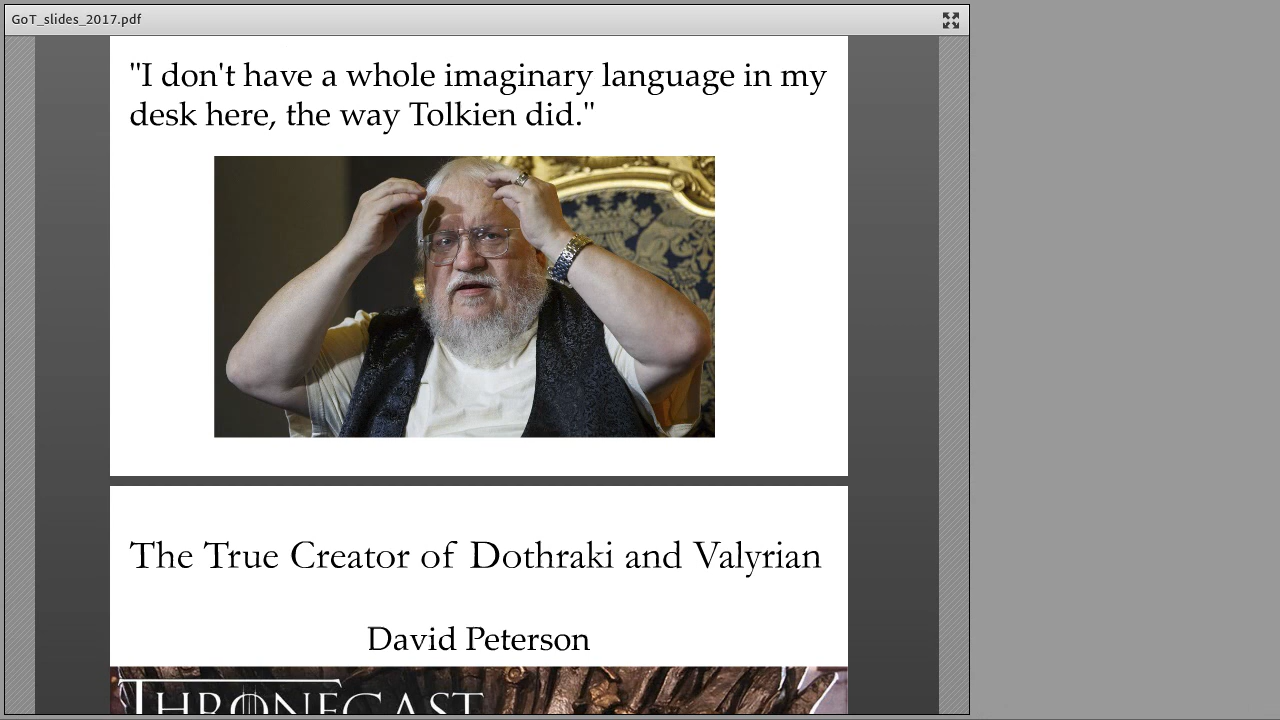 GoT_slides_2017.pdf
"I don't have a whole imaginary language in my
desk here, the way Tolkien did."
The True Creator of Dothraki and Valyrian
David Peterson
THRONECAST